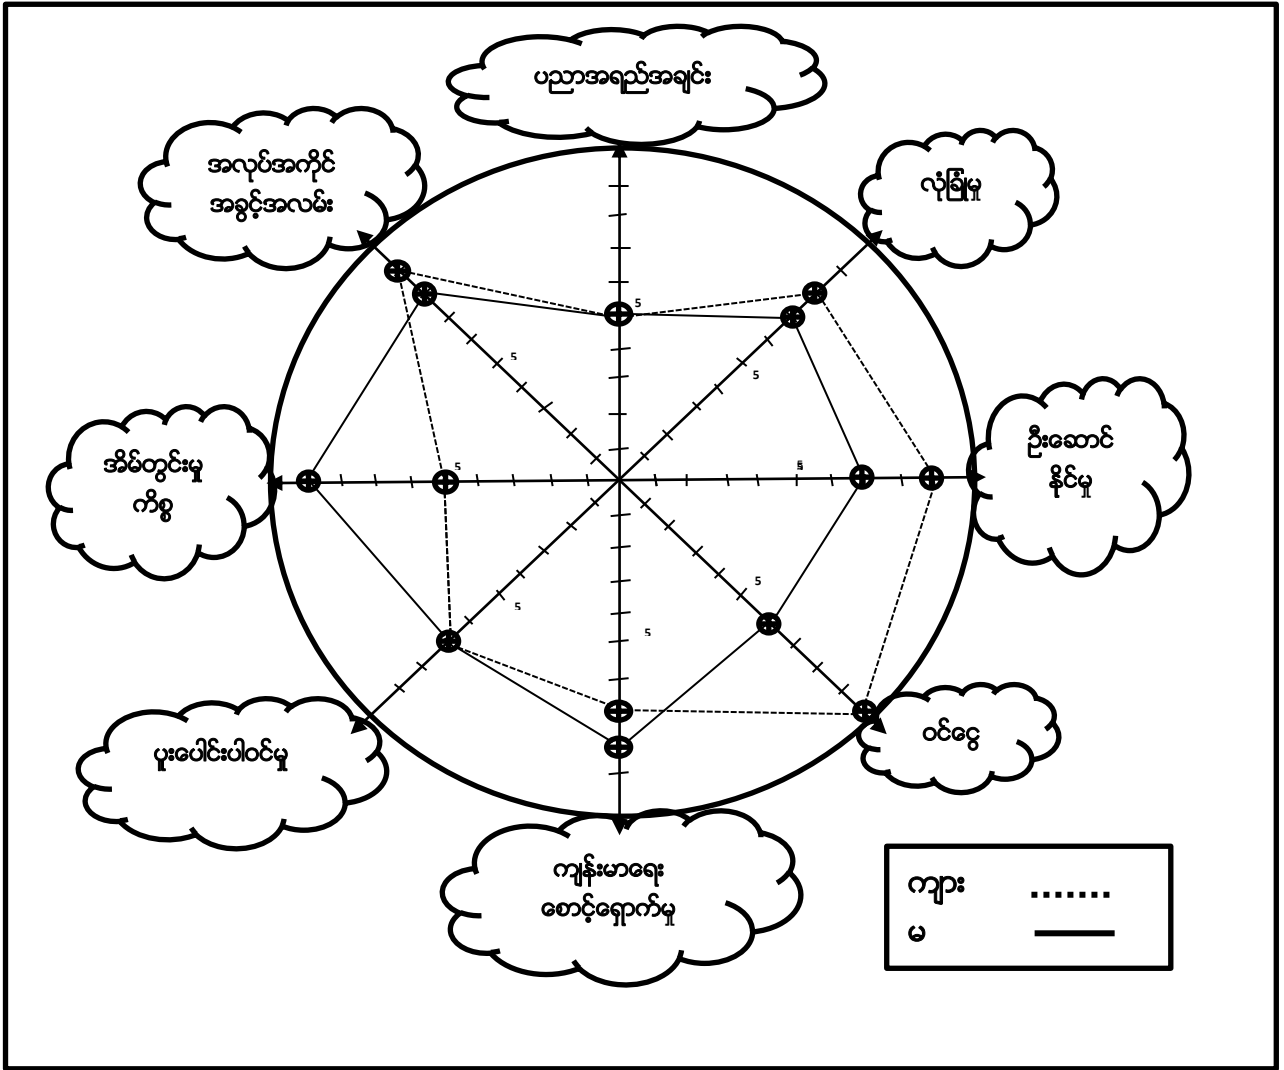 ပညာအရည်အချင်း
အလုပ်အကိုင်
အခွင့်အလမ်း
လုံခြုံမှု
5
5
5
အိမ်တွင်းမှု
ကိစ္စ
5
5
ဦးဆောင်
နိုင်မှု
5
5
5
ပူးပေါင်းပါဝင်မှု
ဝင်ငွေ
ကျန်းမာရေး
စောင့်ရှောက်မှု
ကျား
မ